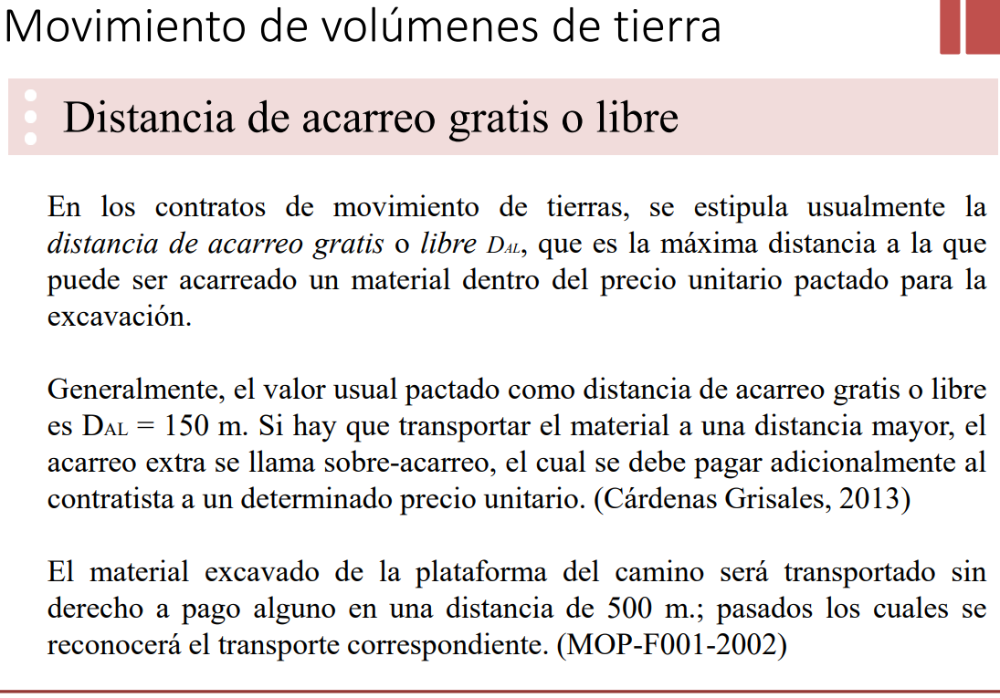 Movimiento de volúmenes de tierra
Distancia de acarreo gratis o libre
En los contratos de movimiento de tierras, se estipula usualmente la
distancia de acarreo gratis o libre DAL, que es la máxima distancia a la que
puede ser acarreado un material dentro del precio unitario pactado para la
excavación.
Generalmente, el valor usual pactado como distancia de acarreo gratis o libre
es DAL = 150 m. Si hay que transportar el material a una distancia mayor, el
acarreo extra se llama sobre-acarreo, el cual se debe pagar adicionalmente al
contratista a un determinado precio unitario. (Cárdenas Grisales, 2013)
El material excavado de la plataforma del camino será transportado sin
derecho a pago alguno en una distancia de 500 m.; pasados los cuales se
reconocerá el transporte correspondiente. (MOP-F001-2002)